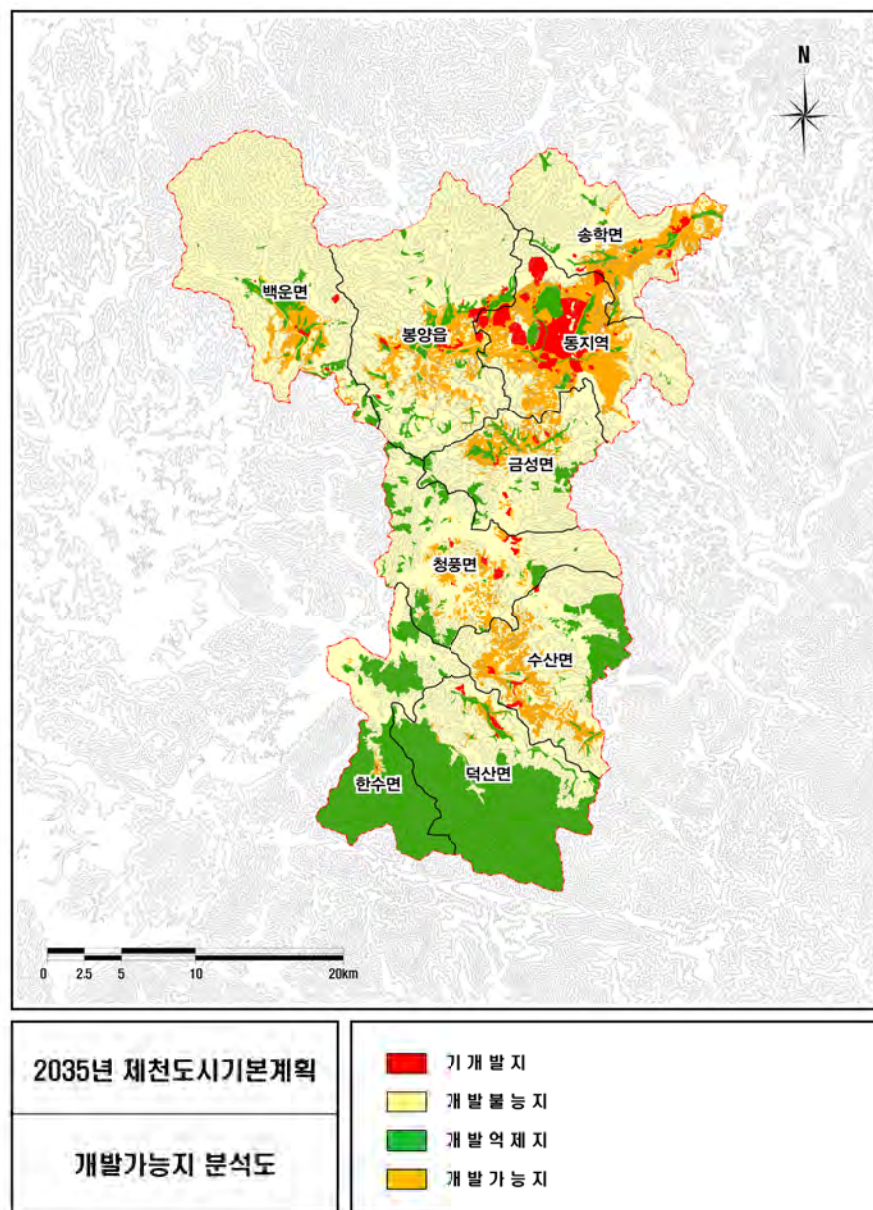 N
송학면
백운면
봉양읍
동지역
금성면
청풍면
수산면
덕산면
한수면
0 2.5 5 10 20km
2035년 제천도시기본계획
개발가능지 분석도
기개발지
개발불능지
개발억제지
개발가능지